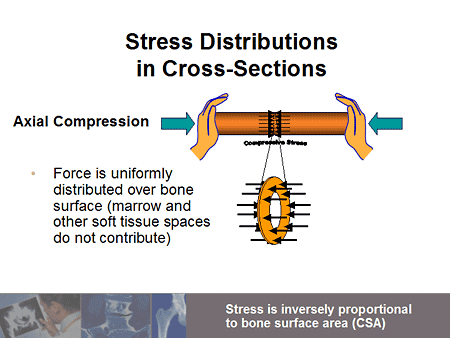 Stress Distributions
in Cross-Sections
Axial Compression
Compressive Stress
• Force is uniformly
distributed over bone
surface (marrow and
other soft tissue spaces
do not contribute)
Stress is inversely proportional
to bone surface area (CSA)